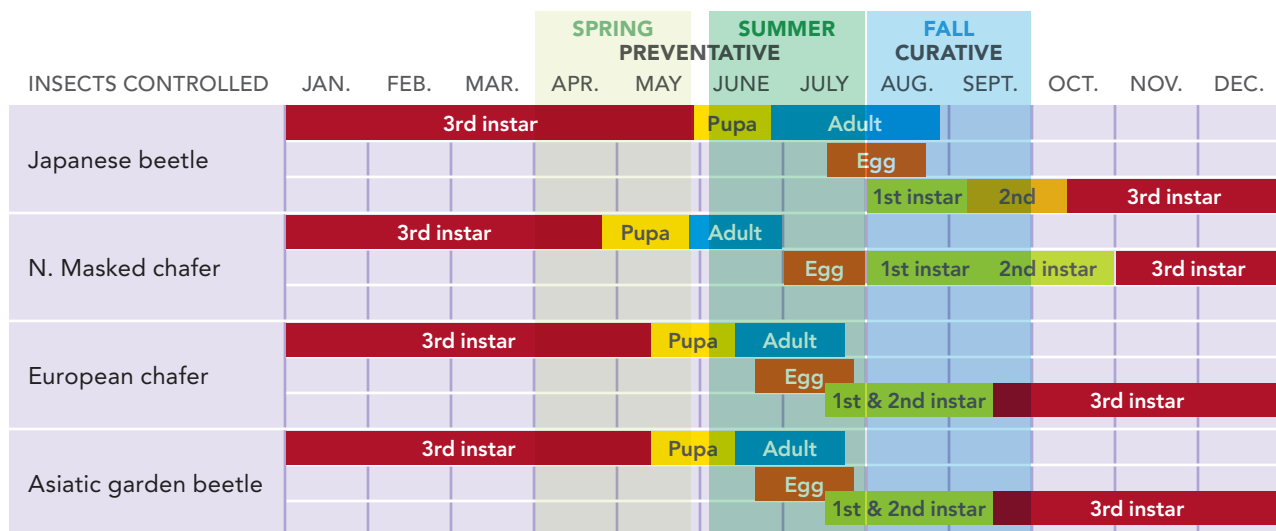 SPRING SUMMER FALL
PREVENTATIVE CURATIVE
INSECTS CONTROLLED JAN. FEB. MAR. APR. MAY JUNE JULY AUG. SEPT. OCT. NOV. DEC.
3rd instar Pupa Adult
Japanese beetle Egg
1st instar 2nd 3rd instar
3rd instar Pupa Adult
N. Masked chafer Egg 1st instar 2nd instar 3rd instar
3rd instar Pupa Adult
European chafer Egg
1st & 2nd instar 3rd instar
3rd instar Pupa Adult
Asiatic garden beetle Egg
1st & 2nd instar 3rd instar